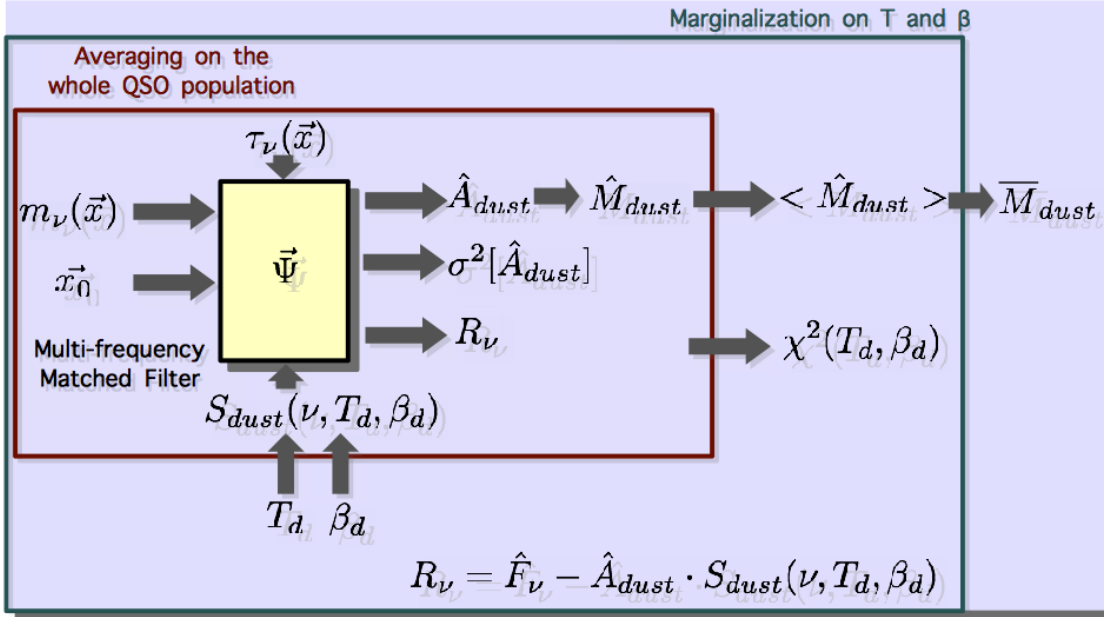 Marginalization on T and β
Averaging on the
whole QSO population
τ_ν(x⃗)
m_ν(x⃗)
Â_dust
M̂_dust
< M̂_dust >
M̅_dust
x⃗_0
Ψ⃗
σ²[Â_dust]
R_ν
Multi-frequency
Matched Filter
χ²(T_d, β_d)
S_dust(ν, T_d, β_d)
T_d
β_d
R_ν = F̂_ν − Â_dust · S_dust(ν, T_d, β_d)